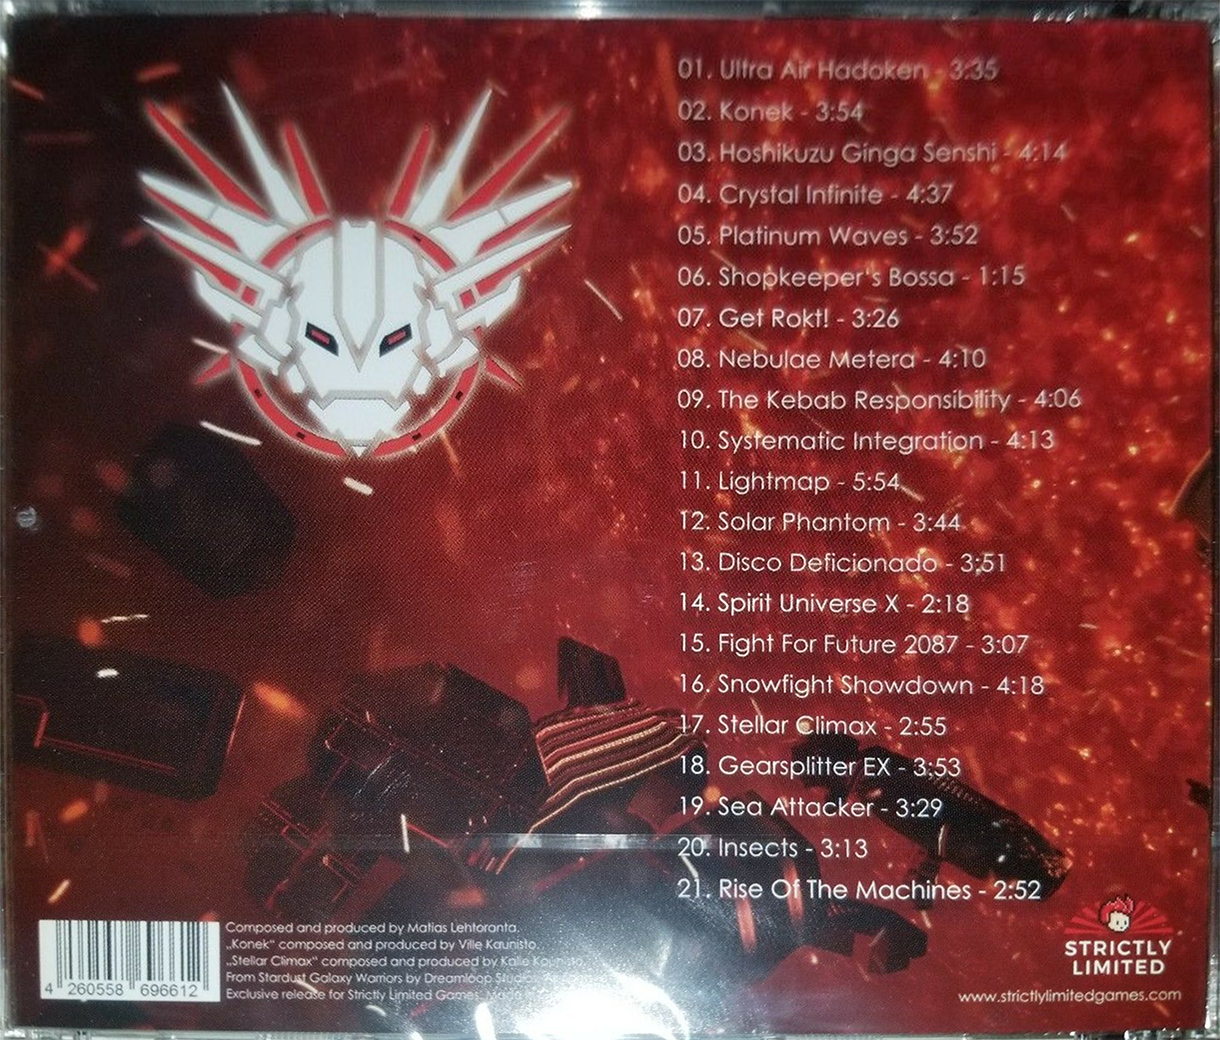 01. Ultra Air Hadoken - 3:35
02. Konek - 3:54
03. Hoshikuzu Ginga Senshi - 4:14
04. Crystal Infinite - 4:37
05. Platinum Waves - 3:52
06. Shopkeeper's Bossa - 1:15
07. Get Rokt! - 3:26
08. Nebulae Metera - 4:10
09. The Kebab Responsibility - 4:06
10. Systematic Integration - 4:13
11. Lightmap - 5:54
12. Solar Phantom - 3:44
13. Disco Deficionado - 3:51
14. Spirit Universe X - 2:18
15. Fight For Future 2087 - 3:07
16. Snowfight Showdown - 4:18
17. Stellar Climax - 2:55
18. Gearsplitter EX - 3:53
19. Sea Attacker - 3:29
20. Insects - 3:13
21. Rise Of The Machines - 2:52
Composed and produced by Matias Lehtoranta.
„Konek“ composed and produced by Ville Kaunisto.
„Stellar Climax“ composed and produced by Kalle Kaunisto.
From Stardust Galaxy Warriors by Dreamloop Studios
Exclusive release for Strictly Limited Games. Made
4 260558 696612
STRICTLY
LIMITED
www.strictlylimitedgames.com